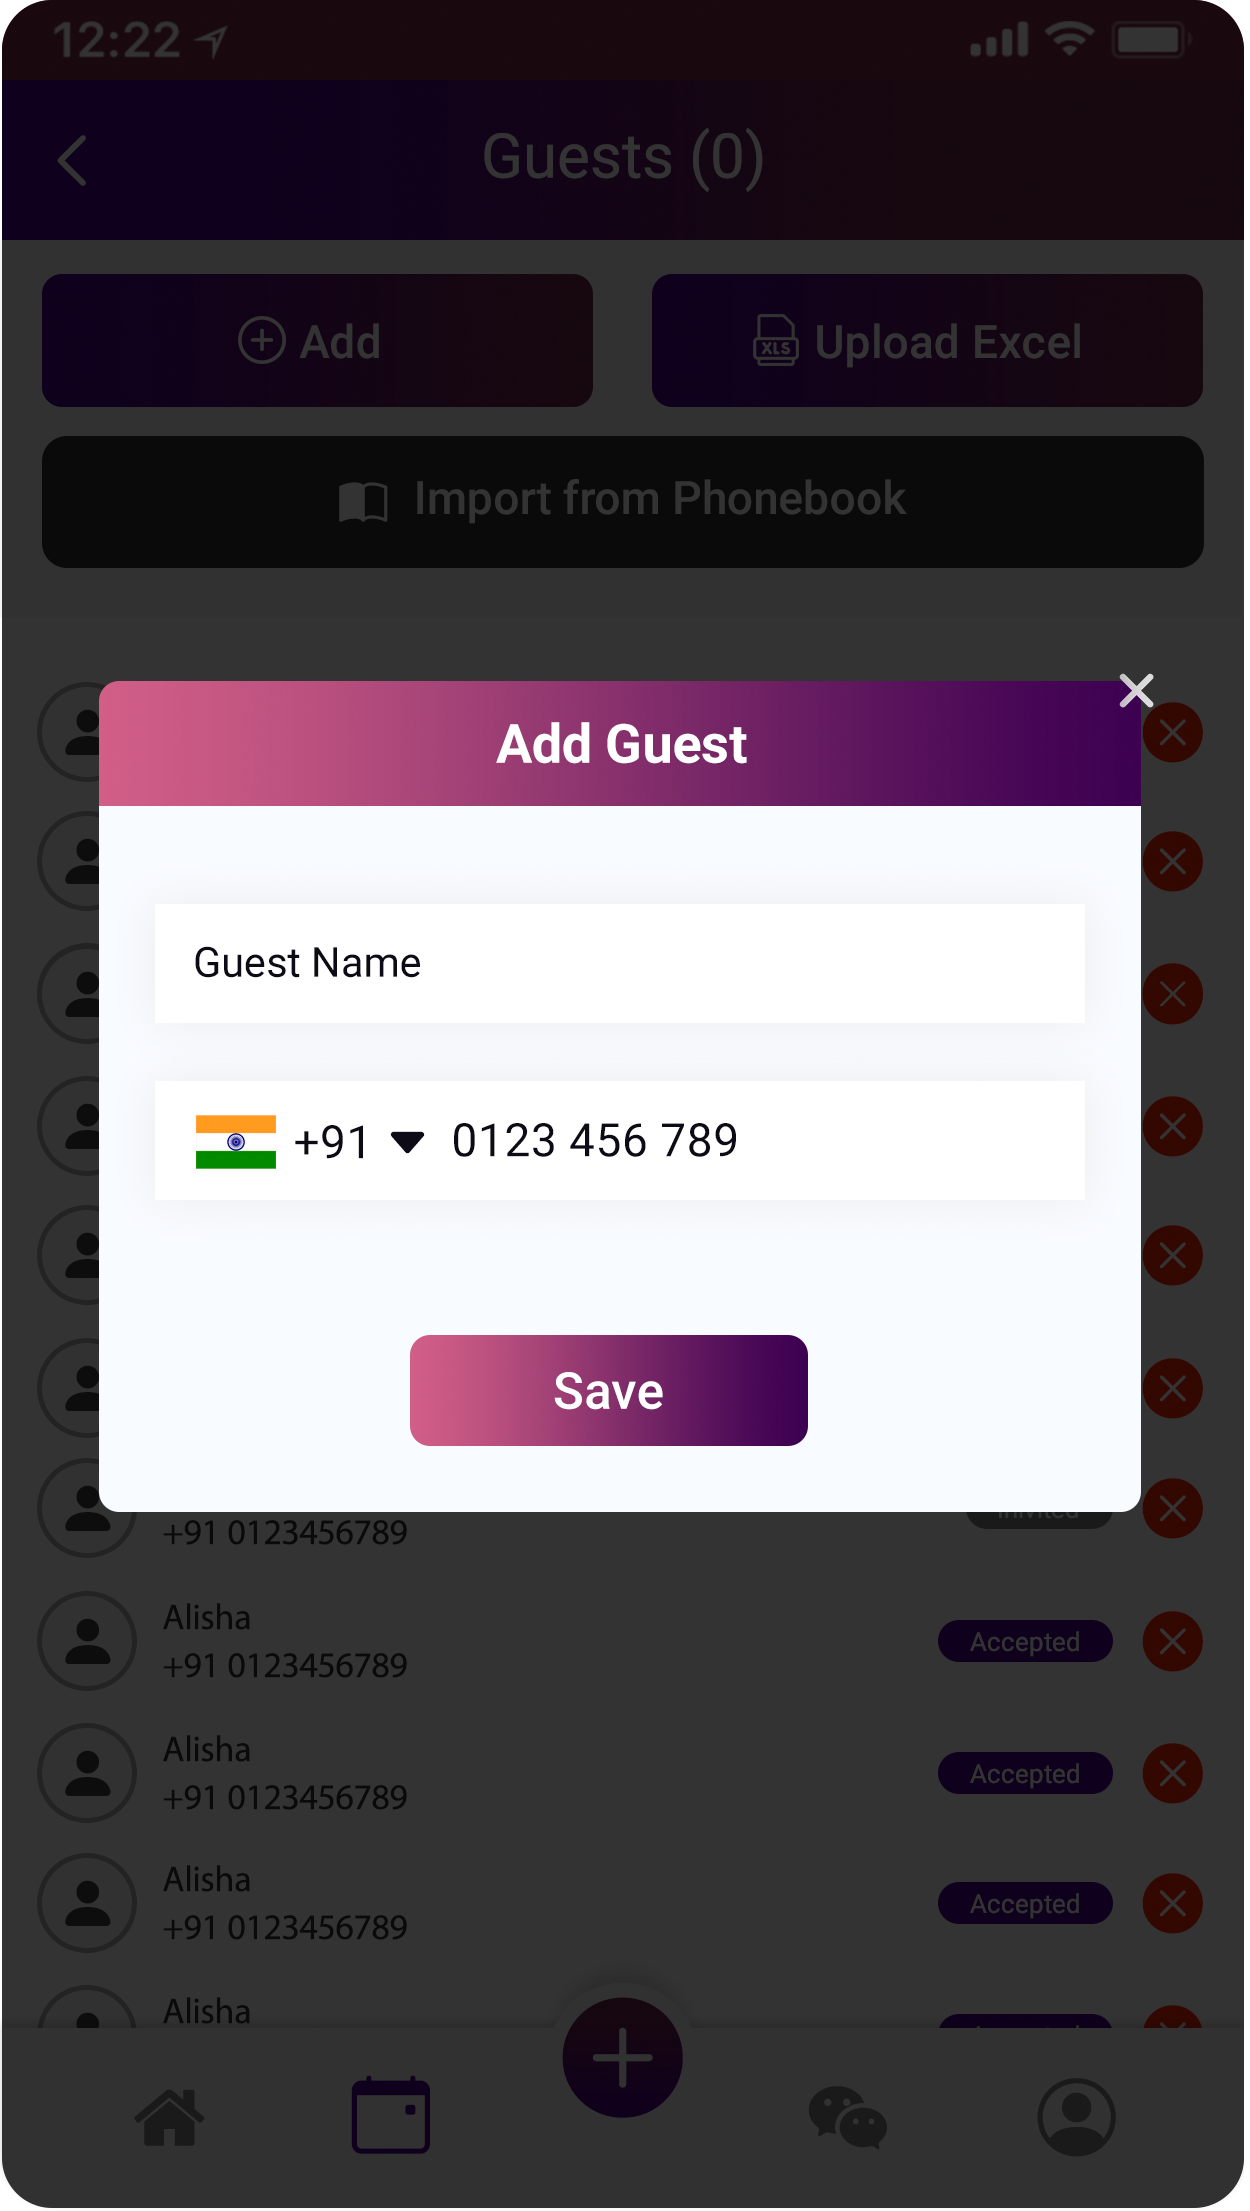 12:22
Guests (0)
Add
XLS Upload Excel
Import from Phonebook
Add Guest
Guest Name
+91 0123 456 789
Save
+91 0123456789
Alisha
+91 0123456789
Accepted
Alisha
+91 0123456789
Accepted
Alisha
+91 0123456789
Accepted
Alisha